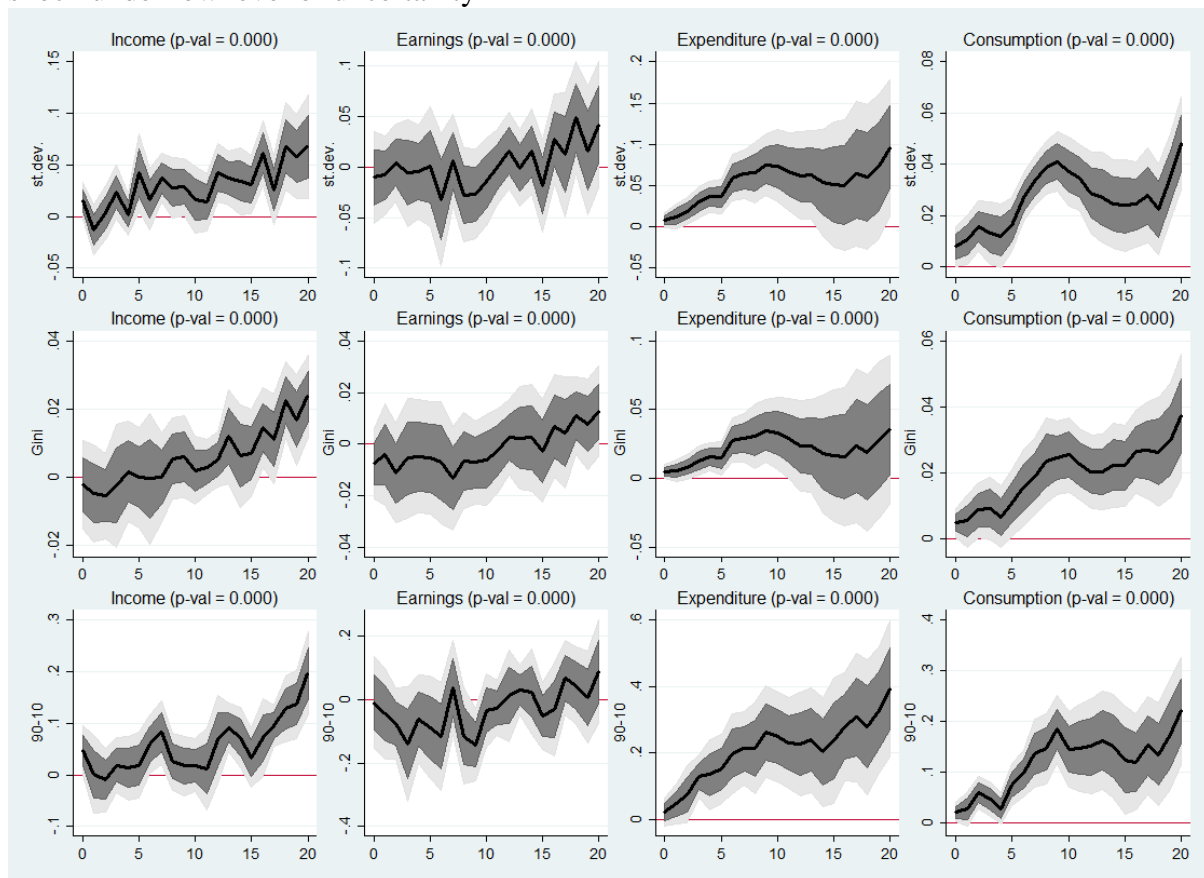 Income (p-val = 0.000) Earnings (p-val = 0.000) Expenditure (p-val = 0.000) Consumption (p-val = 0.000)
st.dev. -.05 0 .05 .1 .15
0 5 10 15 20
st.dev. -.1 -.05 0 .05 .1
0 5 10 15 20
st.dev. -.05 0 .05 .1 .15 .2
0 5 10 15 20
st.dev. 0 .02 .04 .06 .08
0 5 10 15 20
Income (p-val = 0.000) Earnings (p-val = 0.000) Expenditure (p-val = 0.000) Consumption (p-val = 0.000)
Gini -.02 0 .02 .04
0 5 10 15 20
Gini -.04 -.02 0 .02 .04
0 5 10 15 20
Gini -.05 0 .05 .1
0 5 10 15 20
Gini 0 .02 .04 .06
0 5 10 15 20
Income (p-val = 0.000) Earnings (p-val = 0.000) Expenditure (p-val = 0.000) Consumption (p-val = 0.000)
90-10 -.1 0 .1 .2 .3
0 5 10 15 20
90-10 -.4 -.2 0 .2
0 5 10 15 20
90-10 0 .2 .4 .6
0 5 10 15 20
90-10 0 .1 .2 .3 .4
0 5 10 15 20